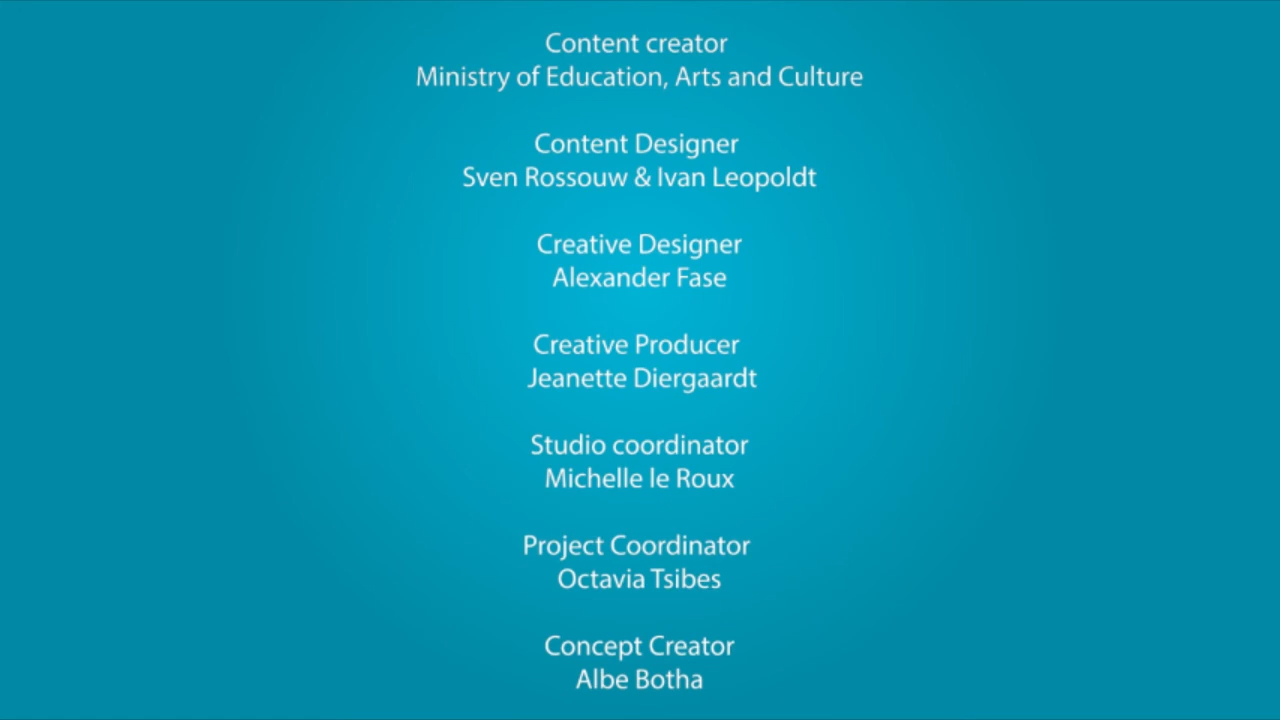 Content creator
Ministry of Education, Arts and Culture
Content Designer
Sven Rossouw & Ivan Leopoldt
Creative Designer
Alexander Fase
Creative Producer
Jeanette Diergaardt
Studio coordinator
Michelle le Roux
Project Coordinator
Octavia Tsibes
Concept Creator
Albe Botha